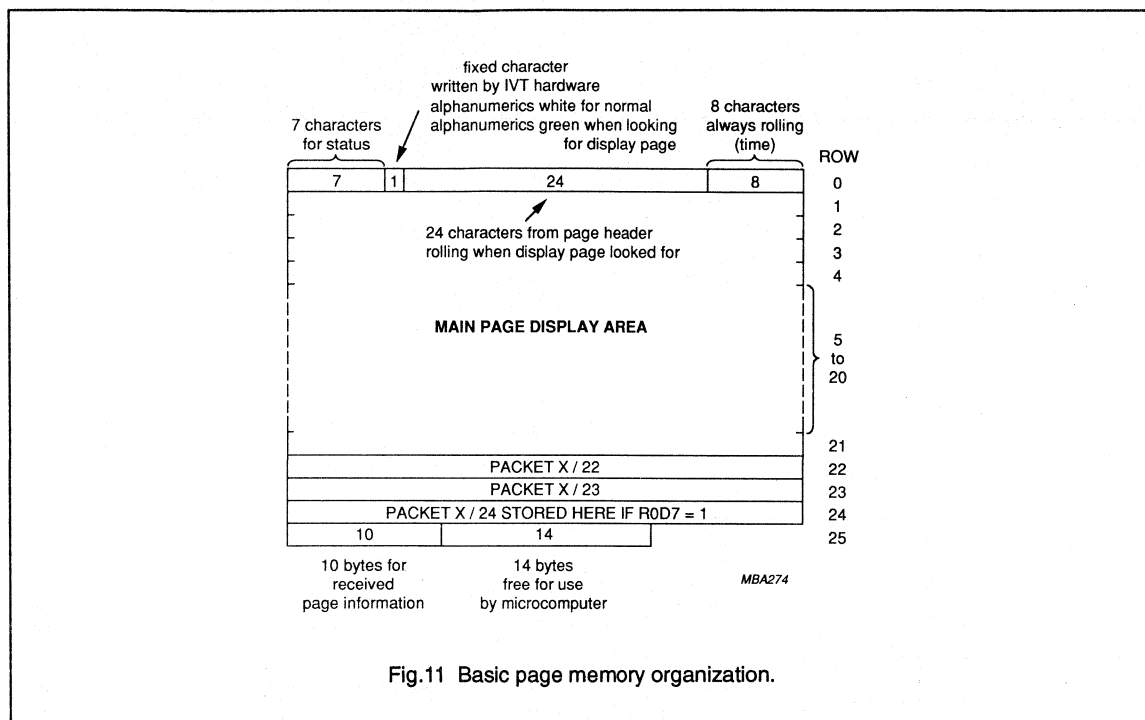 fixed character
written by IVT hardware
alphanumerics white for normal
alphanumerics green when looking
for display page
7 characters
for status
8 characters
always rolling
(time)
ROW
7 1 24 8 0
1
24 characters from page header
rolling when display page looked for
2
3
4
MAIN PAGE DISPLAY AREA
5
to
20
21
PACKET X / 22 22
PACKET X / 23 23
PACKET X / 24 STORED HERE IF R0D7 = 1 24
10 14 25
10 bytes for
received
page information
14 bytes
free for use
by microcomputer
MBA274
Fig.11 Basic page memory organization.